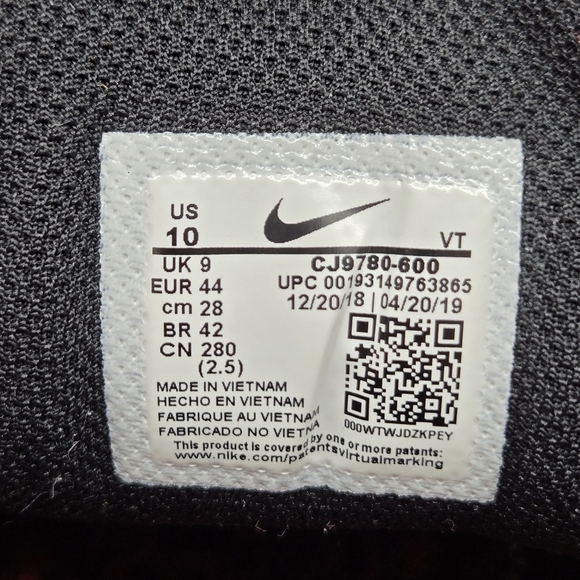 US
10
VT
UK 9
CJ9780-600
EUR 44
UPC 00193149763865
cm 28
12/20/18 | 04/20/19
BR 42
CN 280
(2.5)
MADE IN VIETNAM
HECHO EN VIETNAM
000WTWJDZKPEY
FABRIQUE AU VIETNAM
FABRICADO NO VIETNA
This product is covered by one or more patents:
www.nike.com/patentsvirtualmarking